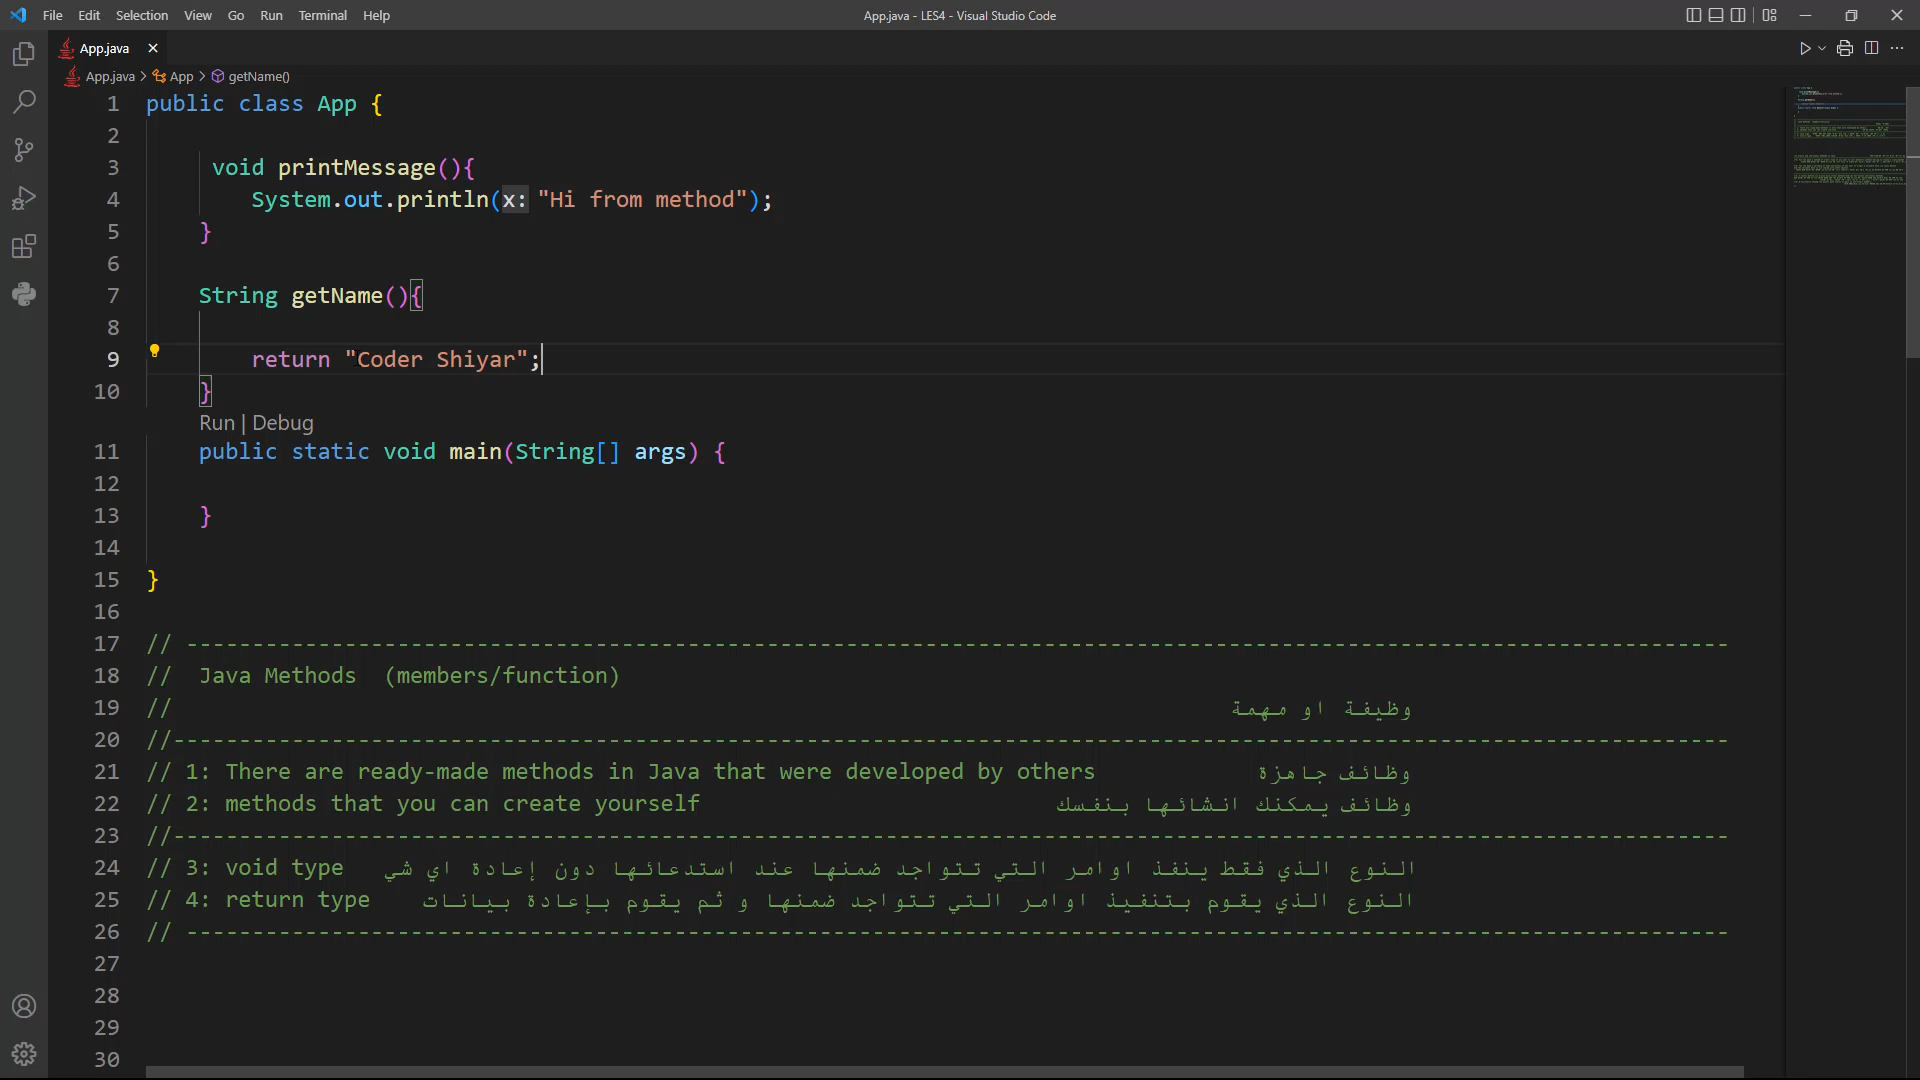 File Edit Selection View Go Run Terminal Help
App.java - LES4 - Visual Studio Code
App.java
App.java > App > getName()
1 public class App {
2
3 void printMessage(){
4 System.out.println(x: "Hi from method");
5 }
6
7 String getName(){
8
9 return "Coder Shiyar";
10 }
Run | Debug
11 public static void main(String[] args) {
12
13 }
14
15 }
16
17 // ---------------------------------------------------------------------------------------------------------------------
18 // Java Methods (members/function)
19 // وظيفة او مهمة
20 //----------------------------------------------------------------------------------------------------------------------
21 // 1: There are ready-made methods in Java that were developed by others وظائف جاهزة
22 // 2: methods that you can create yourself وظائف يمكنك انشائها بنفسك
23 //----------------------------------------------------------------------------------------------------------------------
24 // 3: void type النوع الذي فقط ينفذ اوامر التي تتواجد ضمنها عند استدعائها دون إعادة اي شي
25 // 4: return type النوع الذي يقوم بتنفيذ اوامر التي تتواجد ضمنها و ثم يقوم بإعادة بيانات
26 // ---------------------------------------------------------------------------------------------------------------------
27
28
29
30